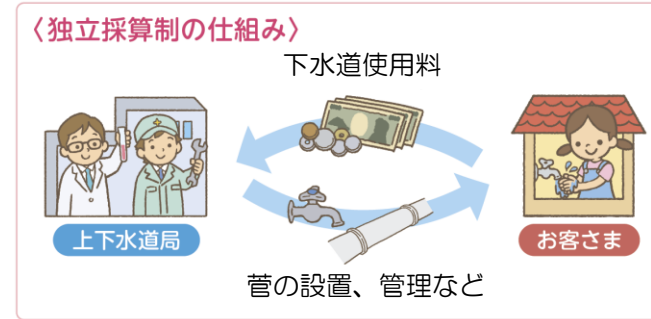 〈独立採算制の仕組み〉
下水道使用料
上下水道局
お客さま
菅の設置、管理など